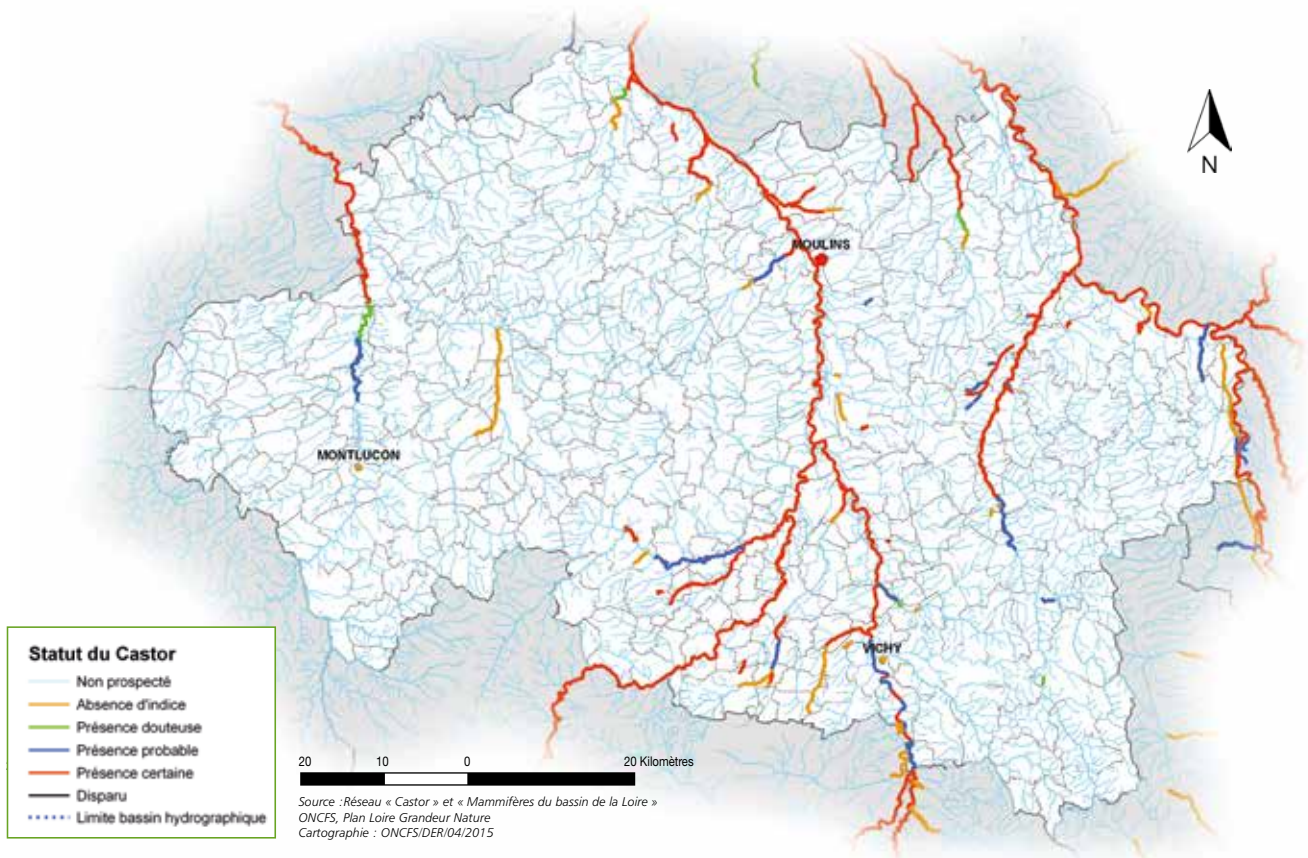 N
MOULINS
MONTLUCON
VICHY
Statut du Castor
Non prospecté
Absence d'indice
Présence douteuse
Présence probable
Présence certaine
Disparu
Limite bassin hydrographique
20 10 0 20 Kilomètres
Source : Réseau « Castor » et « Mammifères du bassin de la Loire »
ONCFS, Plan Loire Grandeur Nature
Cartographie : ONCFS/DER/04/2015